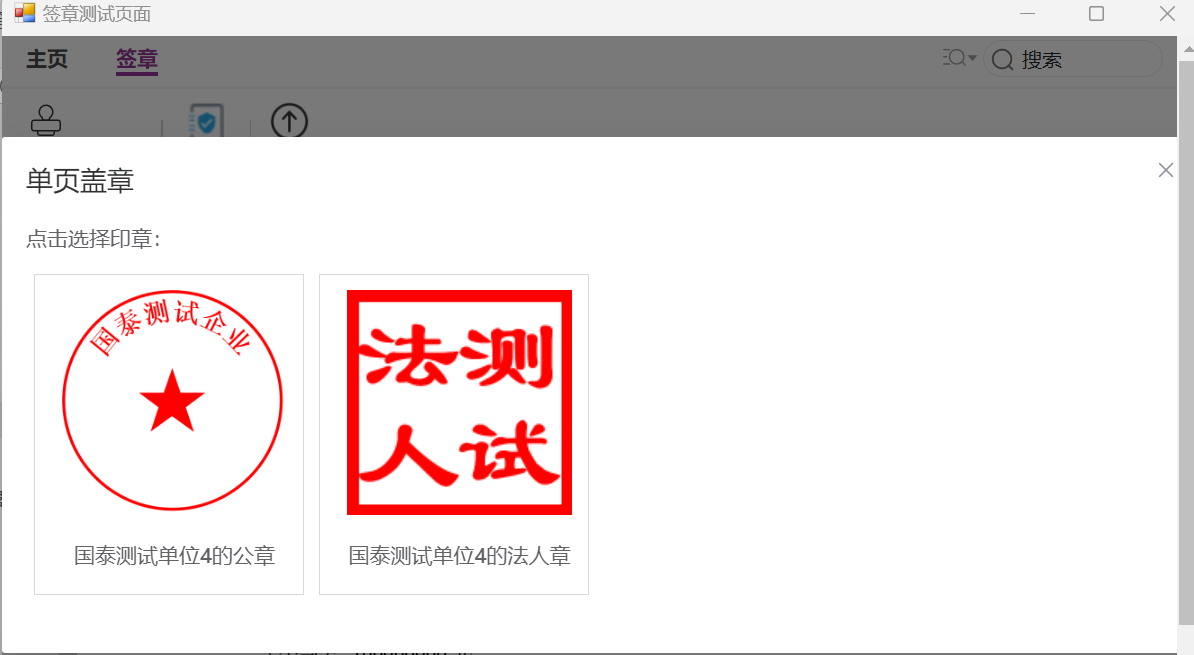 签章测试页面
主页 签章
搜索
单页盖章
点击选择印章：
国泰测试企业
测试
法人
国泰测试单位4的公章
国泰测试单位4的法人章